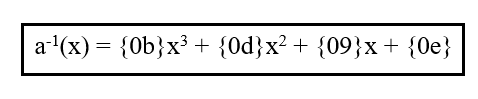 a⁻¹(x) = {0b}x³ + {0d}x² + {09}x + {0e}